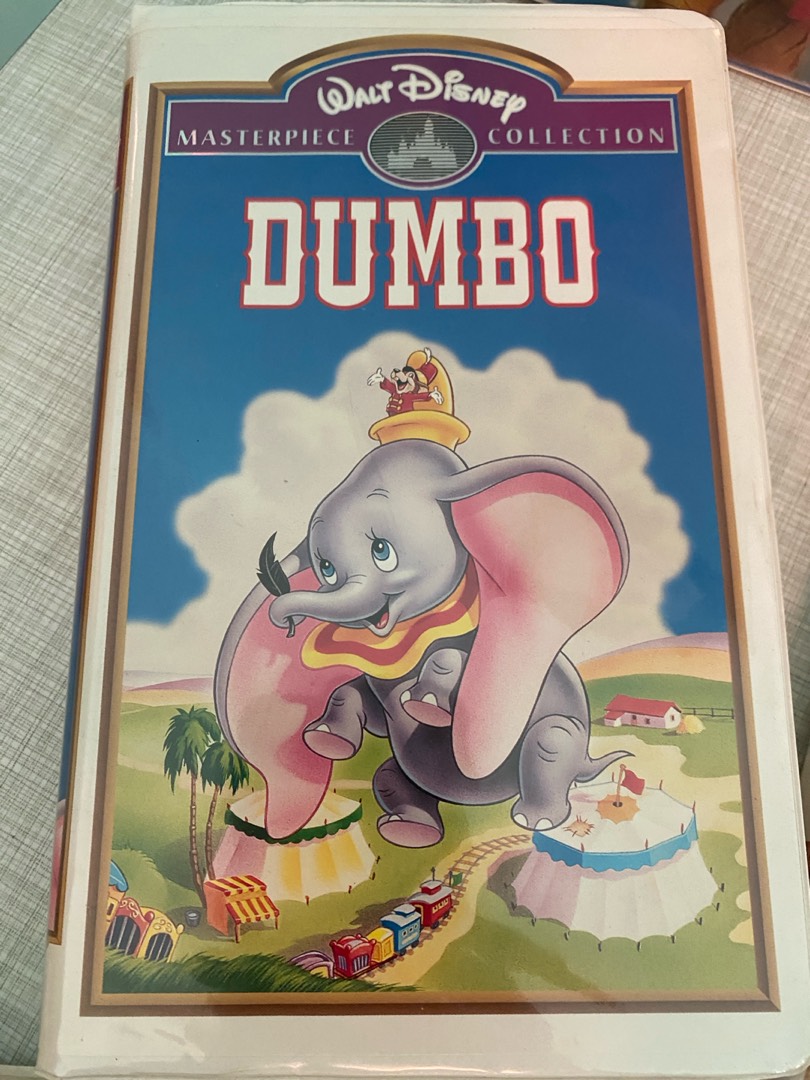 Walt Disney
MASTERPIECE COLLECTION
DUMBO